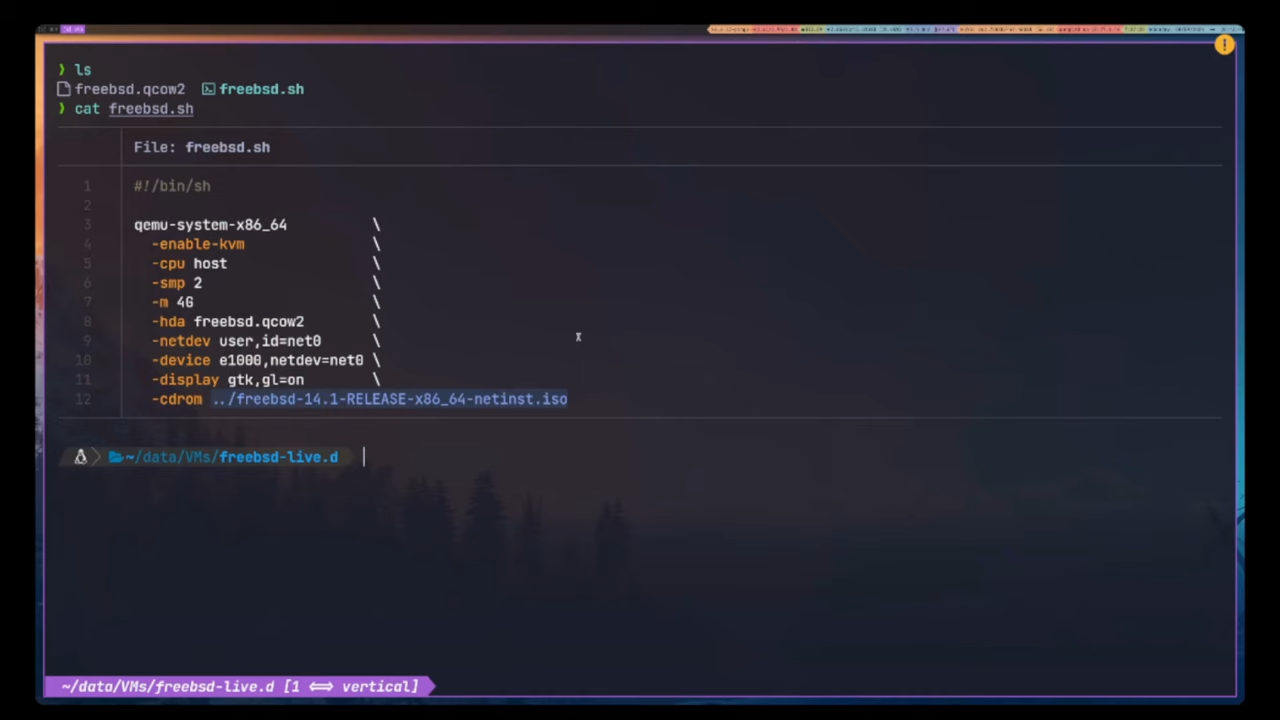 ❯ ls
freebsd.qcow2 freebsd.sh
❯ cat freebsd.sh
File: freebsd.sh
1 #!/bin/sh
2
3 qemu-system-x86_64 \
4 -enable-kvm \
5 -cpu host \
6 -smp 2 \
7 -m 4G \
8 -hda freebsd.qcow2 \
9 -netdev user,id=net0 \
10 -device e1000,netdev=net0 \
11 -display gtk,gl=on \
12 -cdrom ../freebsd-14.1-RELEASE-x86_64-netinst.iso
~/data/VMs/freebsd-live.d
~/data/VMs/freebsd-live.d [1 ⟺ vertical]